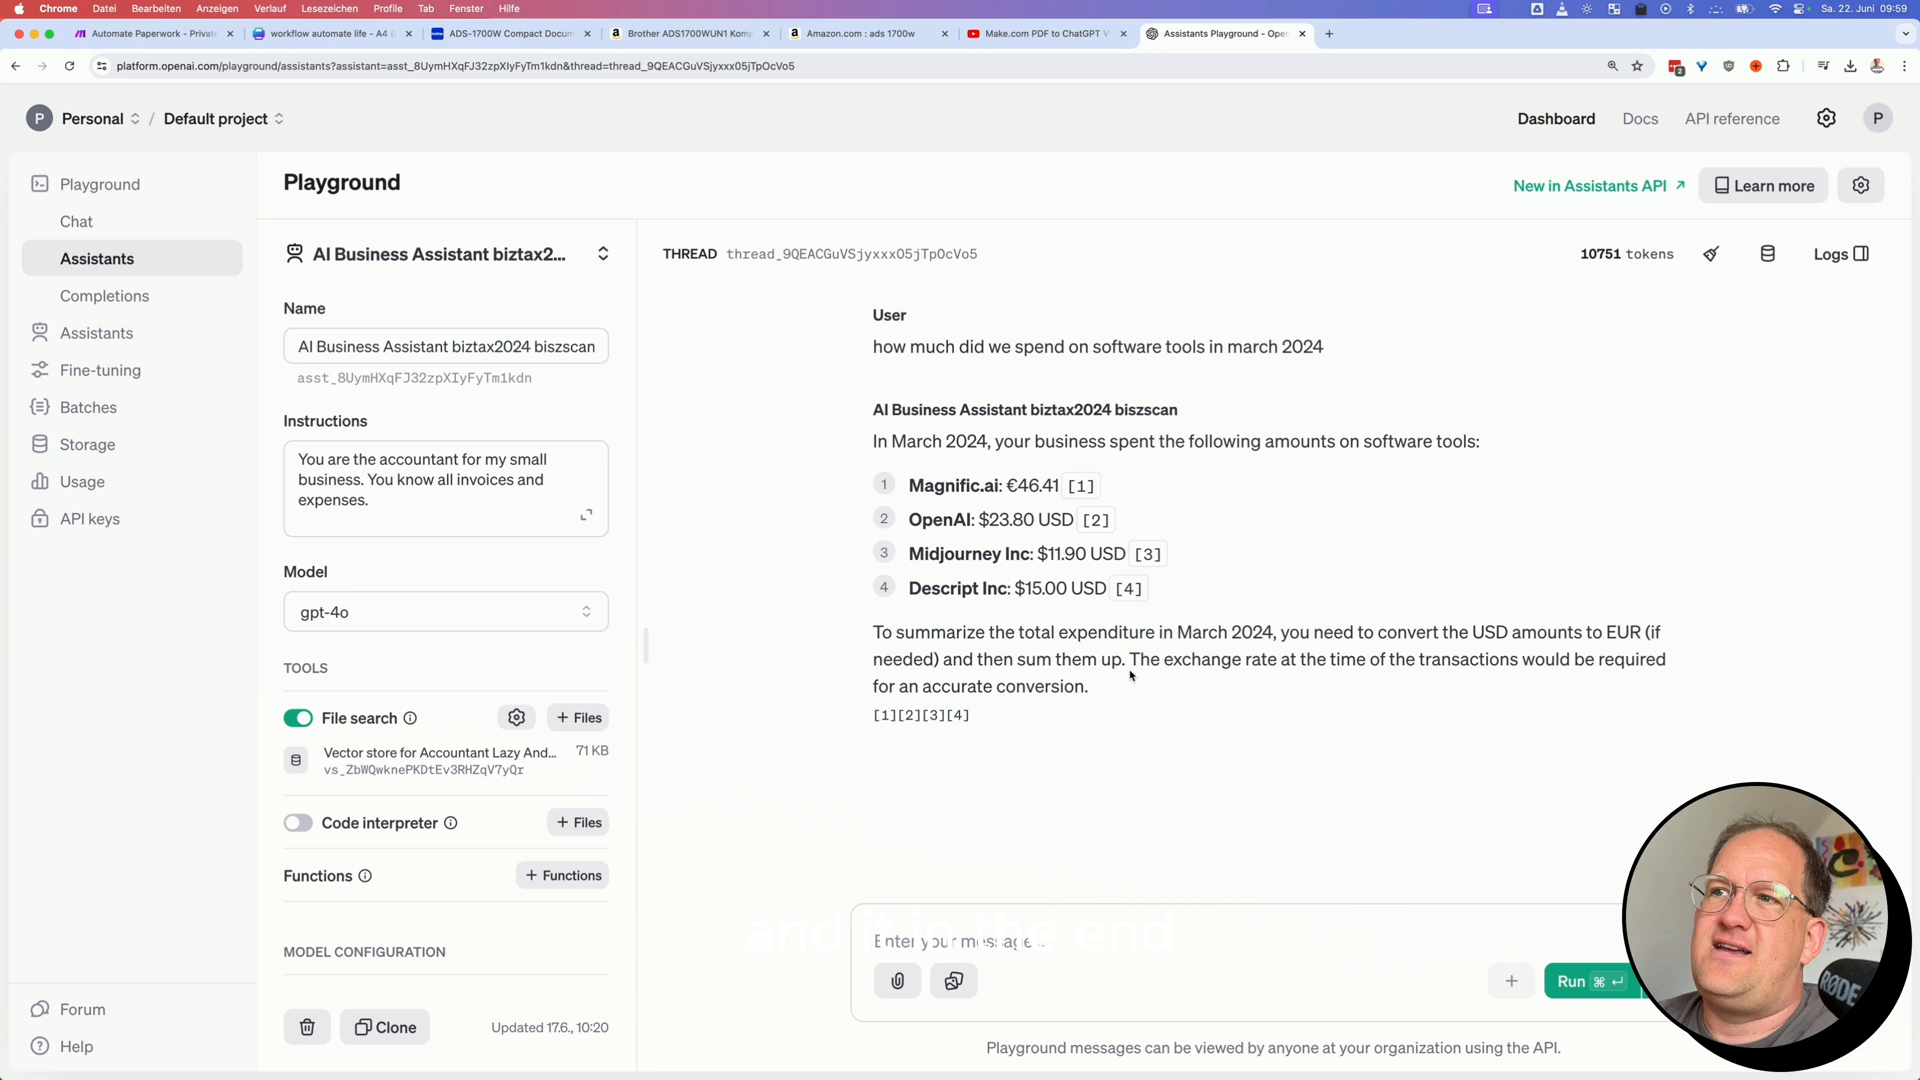 Chrome Datei Bearbeiten Anzeigen Verlauf Lesezeichen Profile Tab Fenster Hilfe Sa. 22. Juni 09:59
Automate Paperwork - Privat workflow automate life - A4 ( ADS-1700W Compact Docum Brother ADS1700WUN1 Komp Amazon.com : ads 1700w Make.com PDF to ChatGPT V Assistants Playground - Open
platform.openai.com/playground/assistants?assistant=asst_8UymHXqFJ32zpXIyFyTm1kdn&thread=thread_9QEACGuVSjyxxx05jTpOcVo5 2
P Personal / Default project Dashboard Docs API reference P
Playground
Chat
Assistants
Completions
Assistants
Fine-tuning
Batches
Storage
Usage
API keys
Forum
Help
Playground
New in Assistants API ↗ Learn more
AI Business Assistant biztax2...
Name
AI Business Assistant biztax2024 biszscan
asst_8UymHXqFJ32zpXIyFyTm1kdn
Instructions
You are the accountant for my small
business. You know all invoices and
expenses.
Model
gpt-4o
TOOLS
File search + Files
Vector store for Accountant Lazy And... 71 KB
vs_ZbWQwknePKDtEv3RHZqV7yQr
Code interpreter + Files
Functions + Functions
MODEL CONFIGURATION
Clone Updated 17.6., 10:20
THREAD thread_9QEACGuVSjyxxx05jTpOcVo5 10751 tokens Logs
User
how much did we spend on software tools in march 2024
AI Business Assistant biztax2024 biszscan
In March 2024, your business spent the following amounts on software tools:
1 Magnific.ai: €46.41 [1]
2 OpenAI: $23.80 USD [2]
3 Midjourney Inc: $11.90 USD [3]
4 Descript Inc: $15.00 USD [4]
To summarize the total expenditure in March 2024, you need to convert the USD amounts to EUR (if
needed) and then sum them up. The exchange rate at the time of the transactions would be required
for an accurate conversion.
[1][2][3][4]
and it in the end
Enter your message...
Run ⌘ ↵
Playground messages can be viewed by anyone at your organization using the API.
RØDE